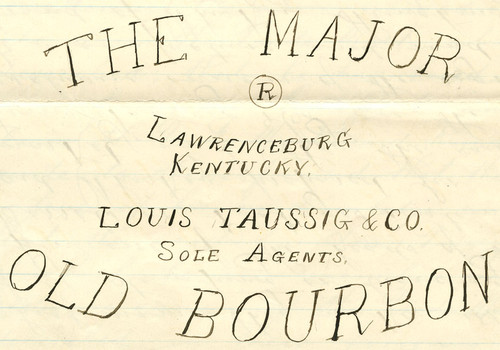 THE MAJOR
®
LAWRENCEBURG
KENTUCKY.
LOUIS TAUSSIG & CO.
SOLE AGENTS.
OLD BOURBON